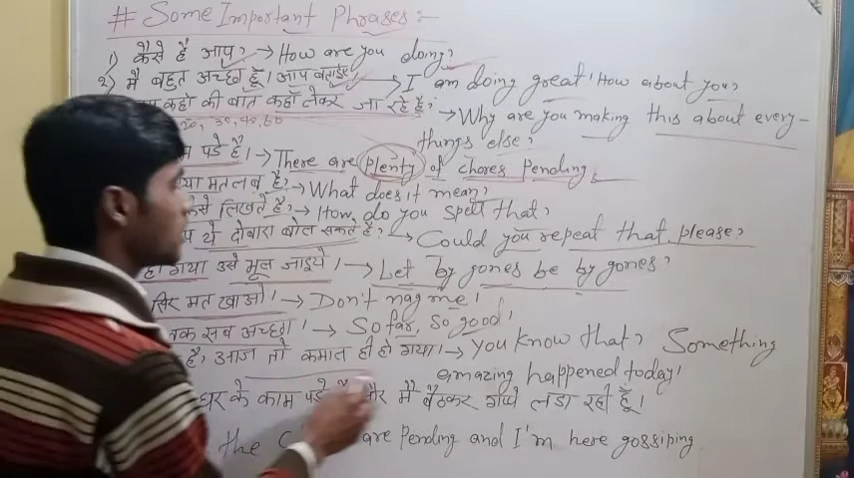 # Some Important Phrases:-
1) कैसे हैं आप? → How are you doing?
2) मैं बहुत अच्छा हूँ। आप बताइए। → I am doing great! How about you?
कहाँ की बात कहाँ लेकर जा रहे हैं? → Why are you making this about every-
things else?
पड़े हैं। → There are plenty of chores pending.
मतलब है? → What does it mean?
लिखते हैं? → How do you spell that?
ये दोबारा बोल सकते हैं? → Could you repeat that please?
हो गया उसे भूल जाइये। → Let by gones be by gones?
सिर मत खाओ। → Don't nag me!
तक सब अच्छा। → So far, so good!
है, आज तो कमाल ही हो गया। → you know that? Something
amazing happened today!
घर के काम पड़े और मैं बैठकर गप्पे लडा रही हूँ।
the are Pending and I'm here gossiping.